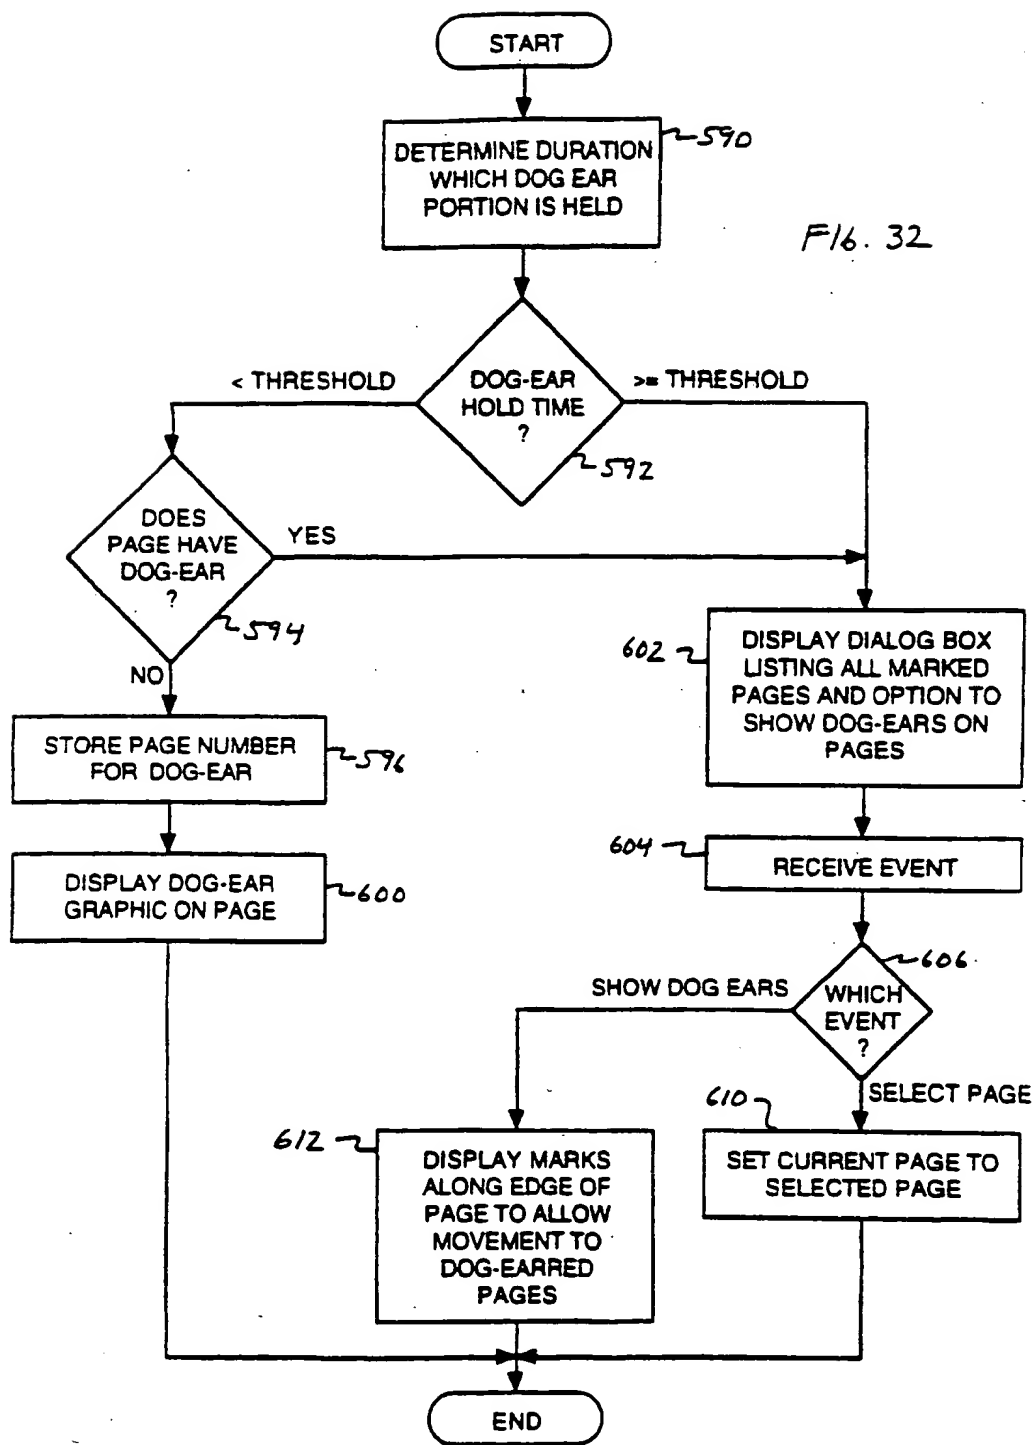 START
DETERMINE DURATION
WHICH DOG EAR
PORTION IS HELD
590
FIG. 32
< THRESHOLD
DOG-EAR
HOLD TIME
?
>= THRESHOLD
592
DOES
PAGE HAVE
DOG-EAR
?
YES
594
NO
602
DISPLAY DIALOG BOX
LISTING ALL MARKED
PAGES AND OPTION TO
SHOW DOG-EARS ON
PAGES
STORE PAGE NUMBER
FOR DOG-EAR
596
604
RECEIVE EVENT
DISPLAY DOG-EAR
GRAPHIC ON PAGE
600
606
SHOW DOG EARS
WHICH
EVENT
?
SELECT PAGE
610
612
DISPLAY MARKS
ALONG EDGE OF
PAGE TO ALLOW
MOVEMENT TO
DOG-EARRED
PAGES
SET CURRENT PAGE TO
SELECTED PAGE
END